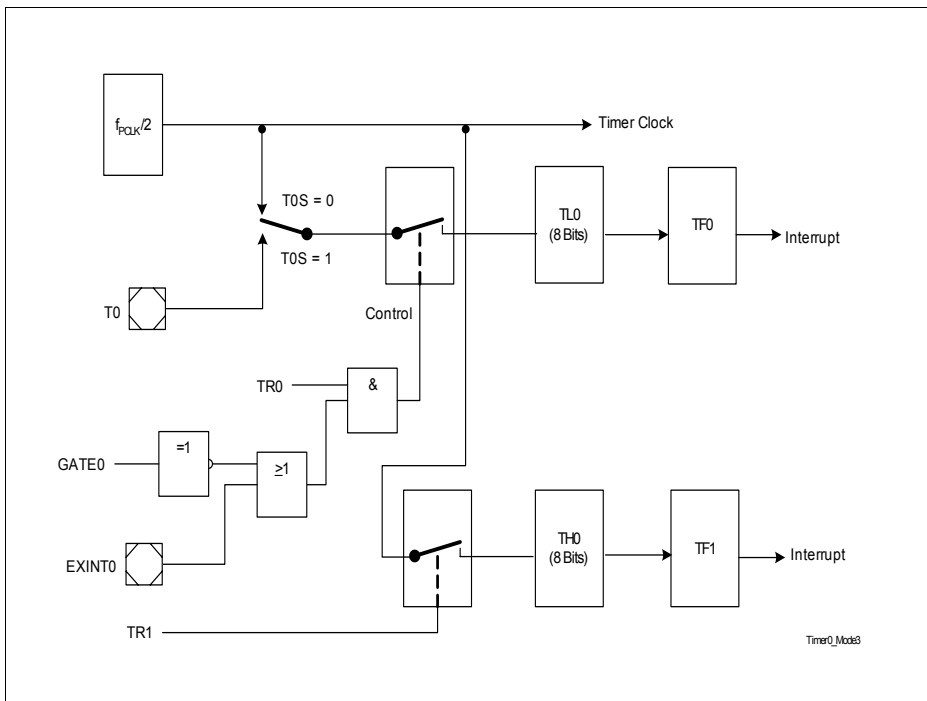 f_PCLK/2
Timer Clock
T0S = 0
T0S = 1
TL0
(8 Bits)
TF0
Interrupt
T0
Control
TR0
&
=1
GATE0
≥1
EXINT0
TH0
(8 Bits)
TF1
Interrupt
TR1
Timer0_Mode3